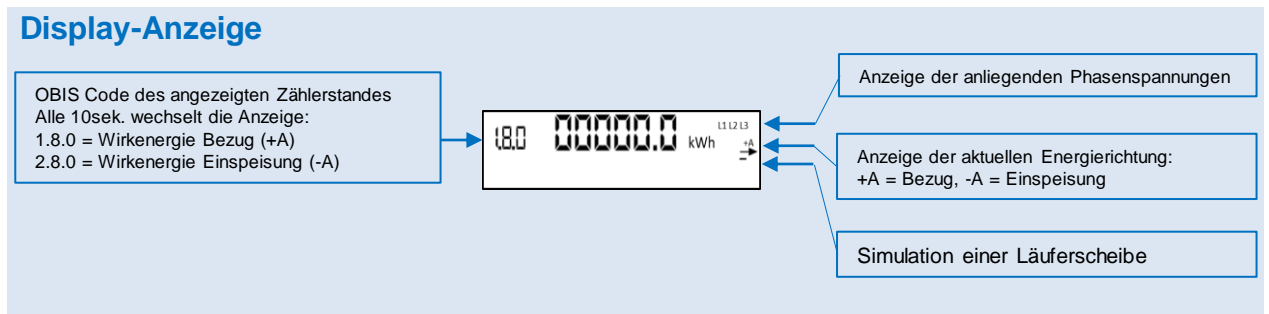 Display-Anzeige
OBIS Code des angezeigten Zählerstandes
Alle 10sek. wechselt die Anzeige:
1.8.0 = Wirkenergie Bezug (+A)
2.8.0 = Wirkenergie Einspeisung (-A)
1.8.0 00000.0 kWh L1 L2 L3
+A
Anzeige der anliegenden Phasenspannungen
Anzeige der aktuellen Energierichtung:
+A = Bezug, -A = Einspeisung
Simulation einer Läuferscheibe